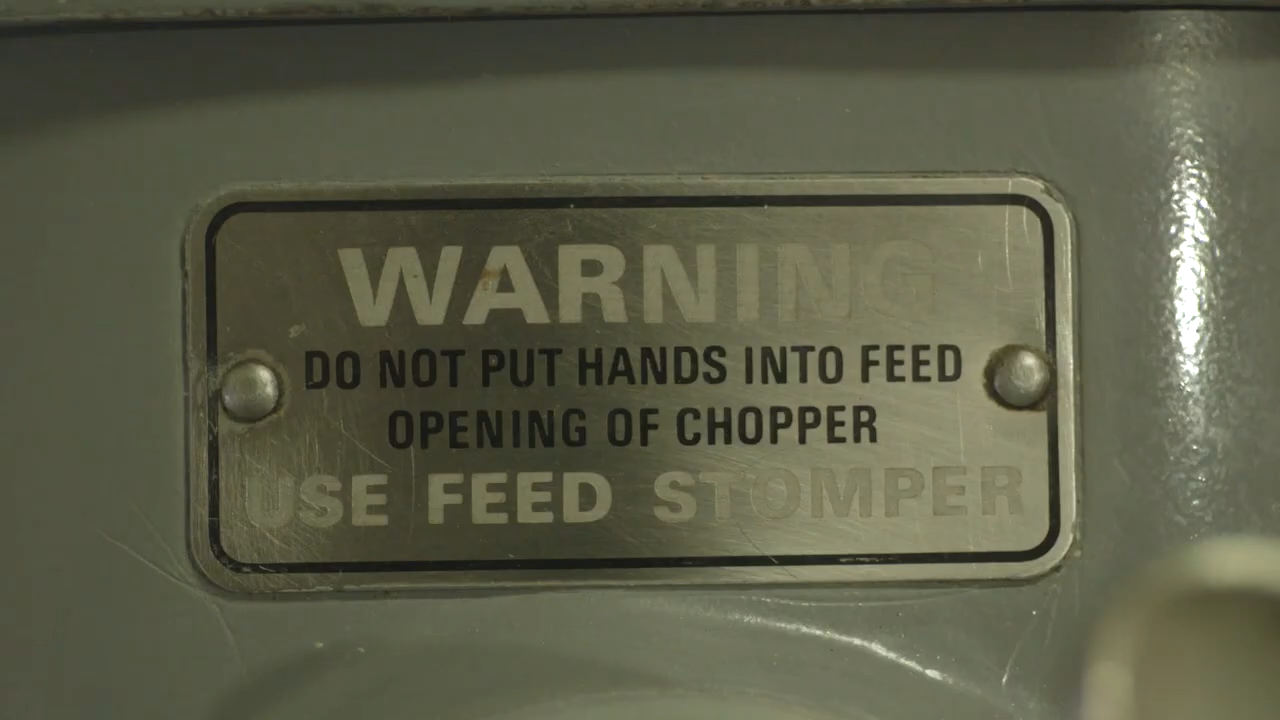 WARNING
DO NOT PUT HANDS INTO FEED
OPENING OF CHOPPER
USE FEED STOMPER